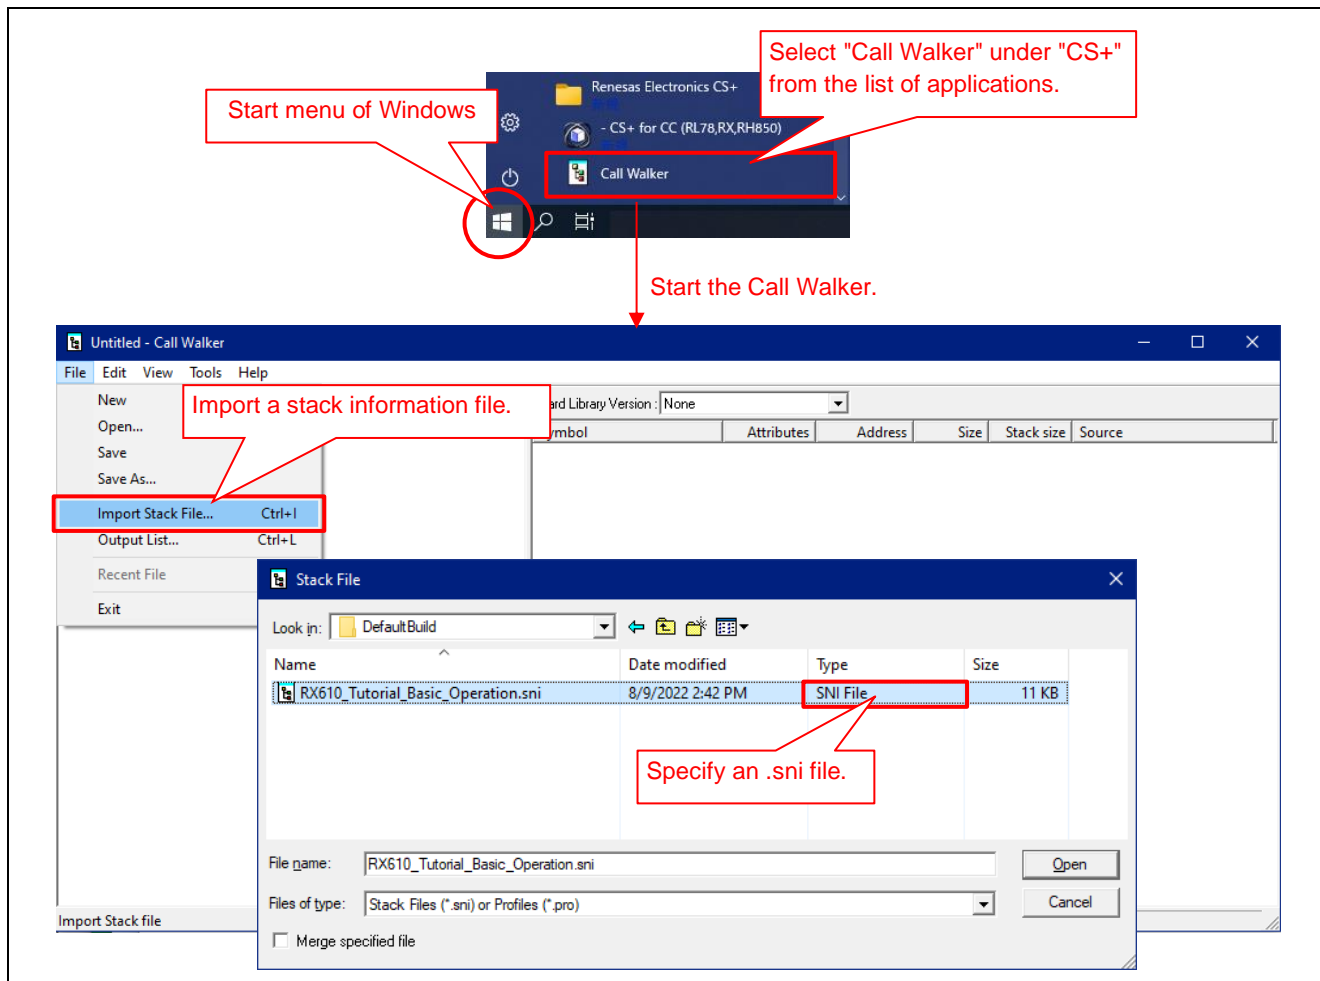 Select "Call Walker" under "CS+"
from the list of applications.
Renesas Electronics CS+
Start menu of Windows
- CS+ for CC (RL78,RX,RH850)
Call Walker
Start the Call Walker.
Untitled - Call Walker
File Edit View Tools Help
New
Import a stack information file.
ard Library Version : None
Open...
ymbol Attributes Address Size Stack size Source
Save
Save As...
Import Stack File... Ctrl+I
Output List... Ctrl+L
Recent File
Stack File
Exit
Look in: DefaultBuild
Name Date modified Type Size
RX610_Tutorial_Basic_Operation.sni 8/9/2022 2:42 PM SNI File 11 KB
Specify an .sni file.
File name: RX610_Tutorial_Basic_Operation.sni Open
Files of type: Stack Files (*.sni) or Profiles (*.pro) Cancel
Import Stack file
Merge specified file